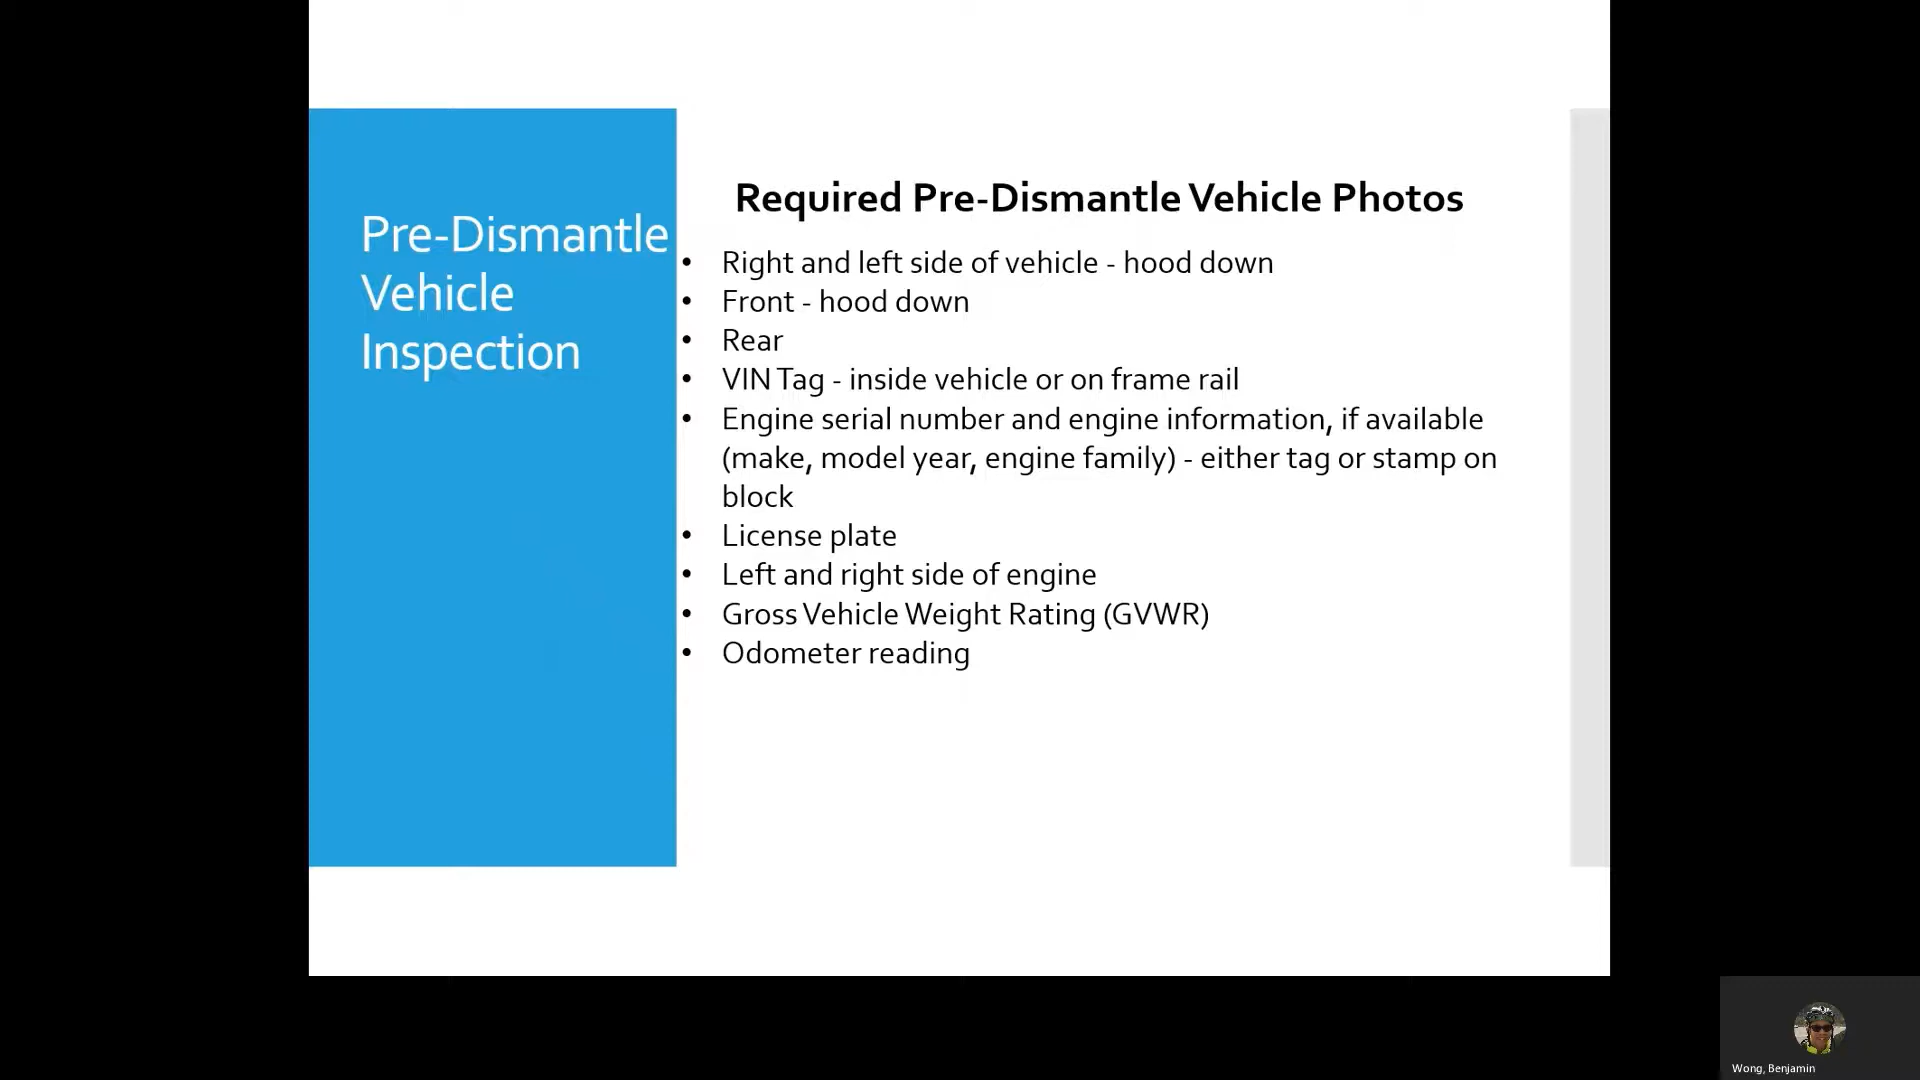 Pre-Dismantle
Vehicle
Inspection
Required Pre-Dismantle Vehicle Photos
• Right and left side of vehicle - hood down
• Front - hood down
• Rear
• VIN Tag - inside vehicle or on frame rail
• Engine serial number and engine information, if available
(make, model year, engine family) - either tag or stamp on
block
• License plate
• Left and right side of engine
• Gross Vehicle Weight Rating (GVWR)
• Odometer reading
Wong, Benjamin